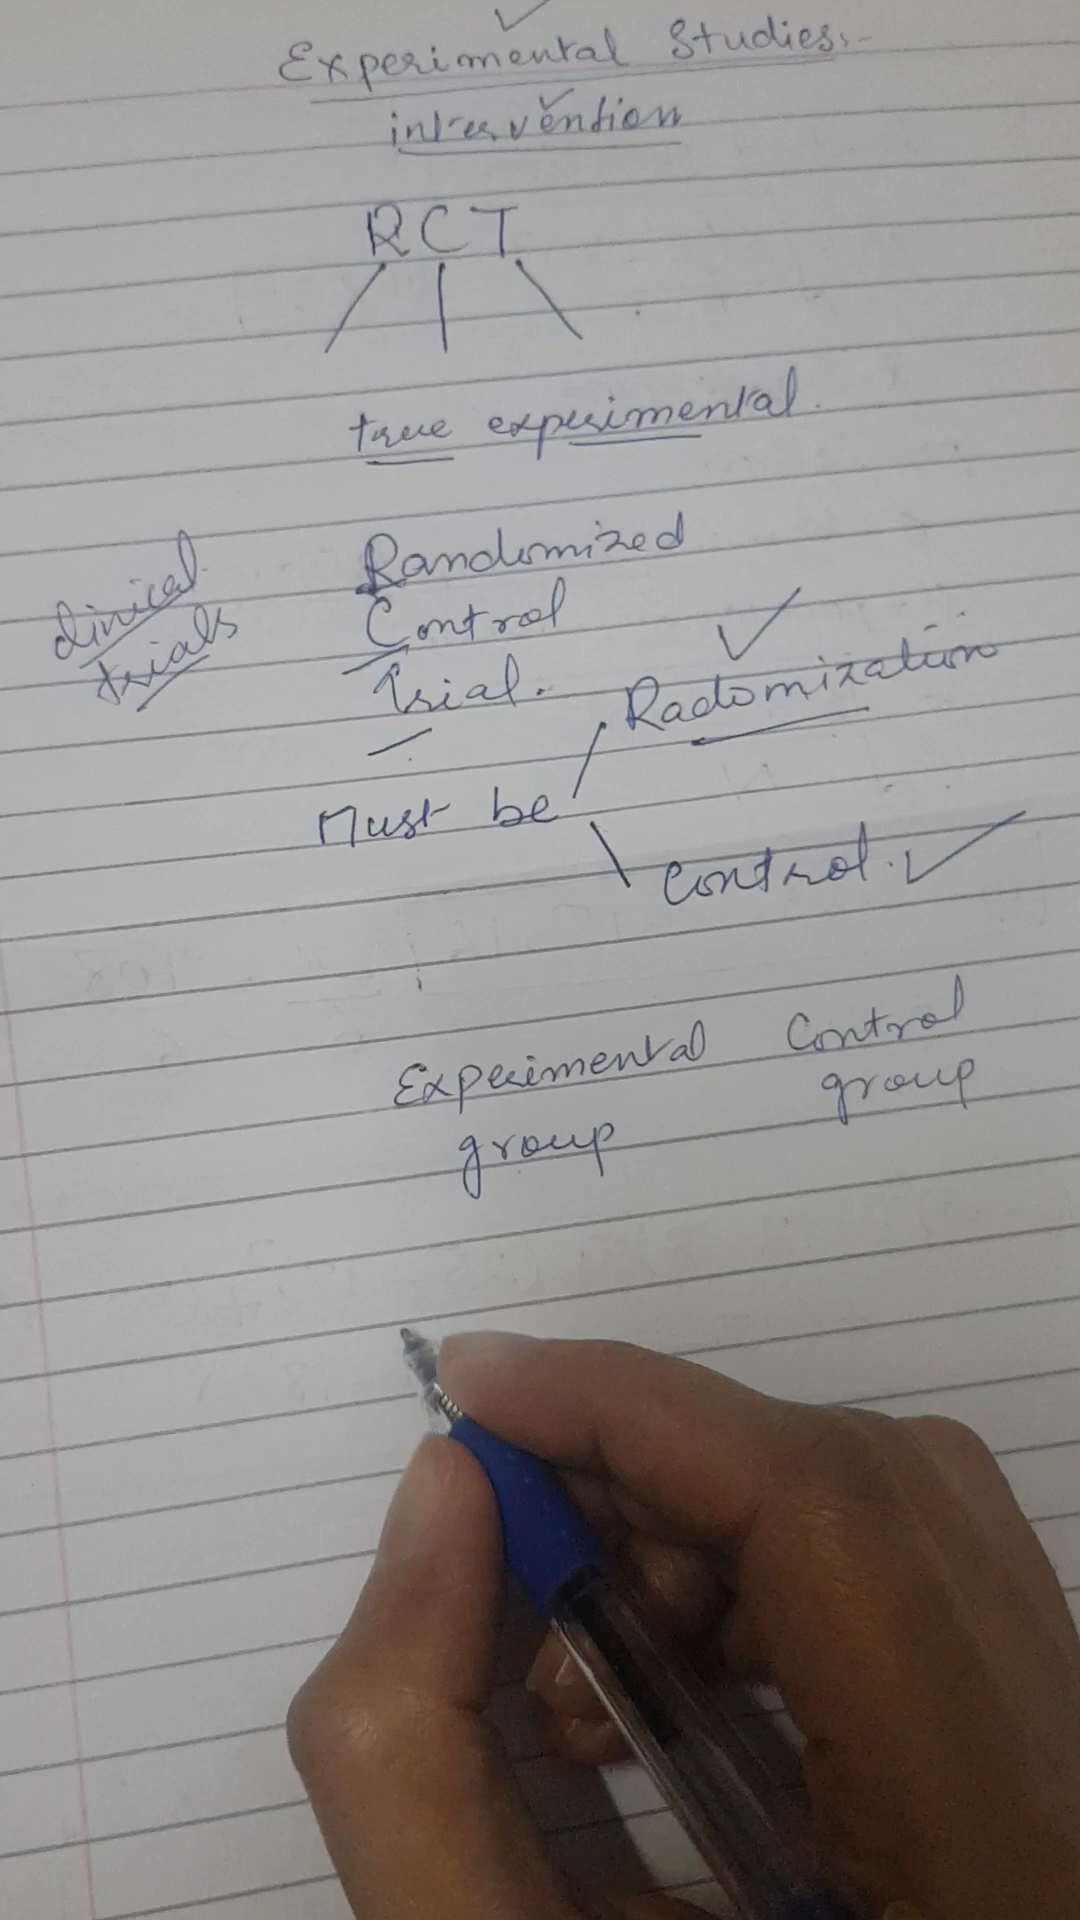 Experimental Studies:-
intervention
RCT
true experimental.
clinical
trials
Randomized
Control
Trial.
Must be
Radomization
Control.
Experimental Control
group group